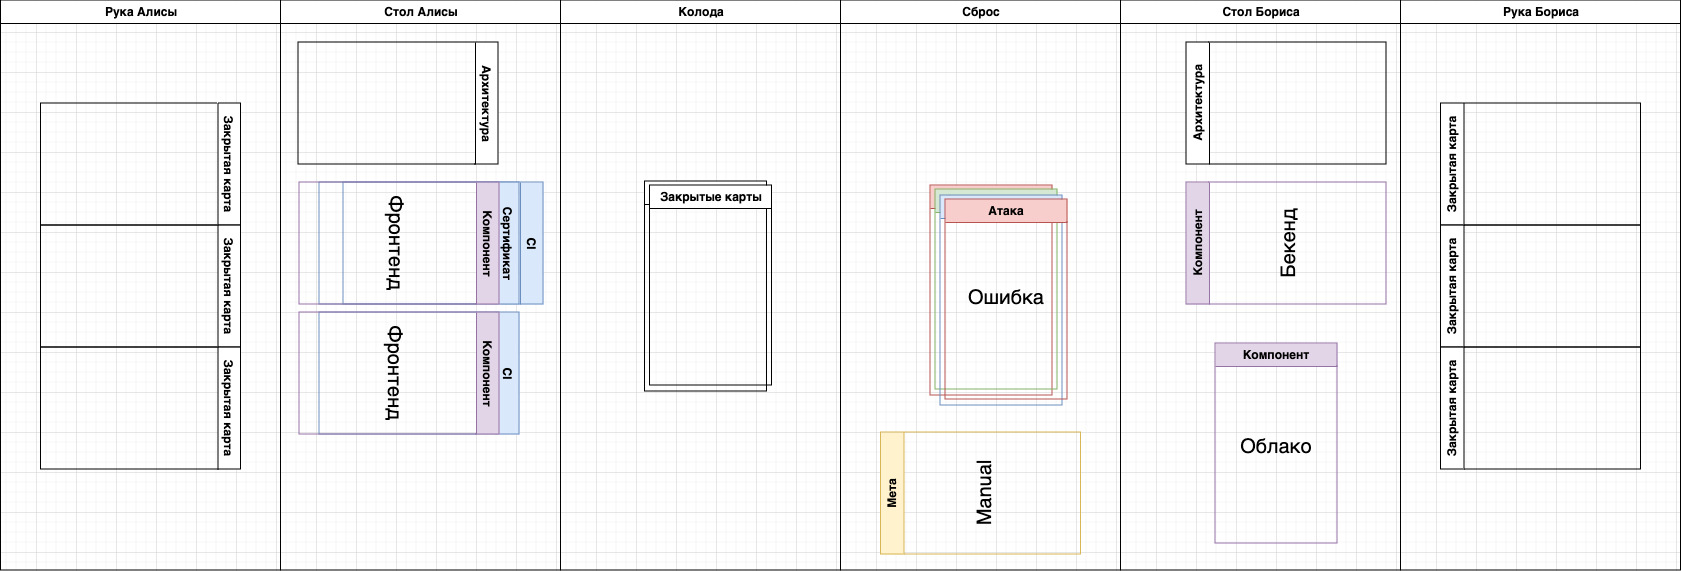 Рука Алисы
Стол Алисы
Колода
Сброс
Стол Бориса
Рука Бориса
Закрытая карта
Закрытая карта
Закрытая карта
Архитектура
Фронтенд
Компонент
Сертификат
CI
Фронтенд
Компонент
CI
Закрытые карты
Атака
Ошибка
Мета
Manual
Архитектура
Компонент
Бекенд
Компонент
Облако
Закрытая карта
Закрытая карта
Закрытая карта